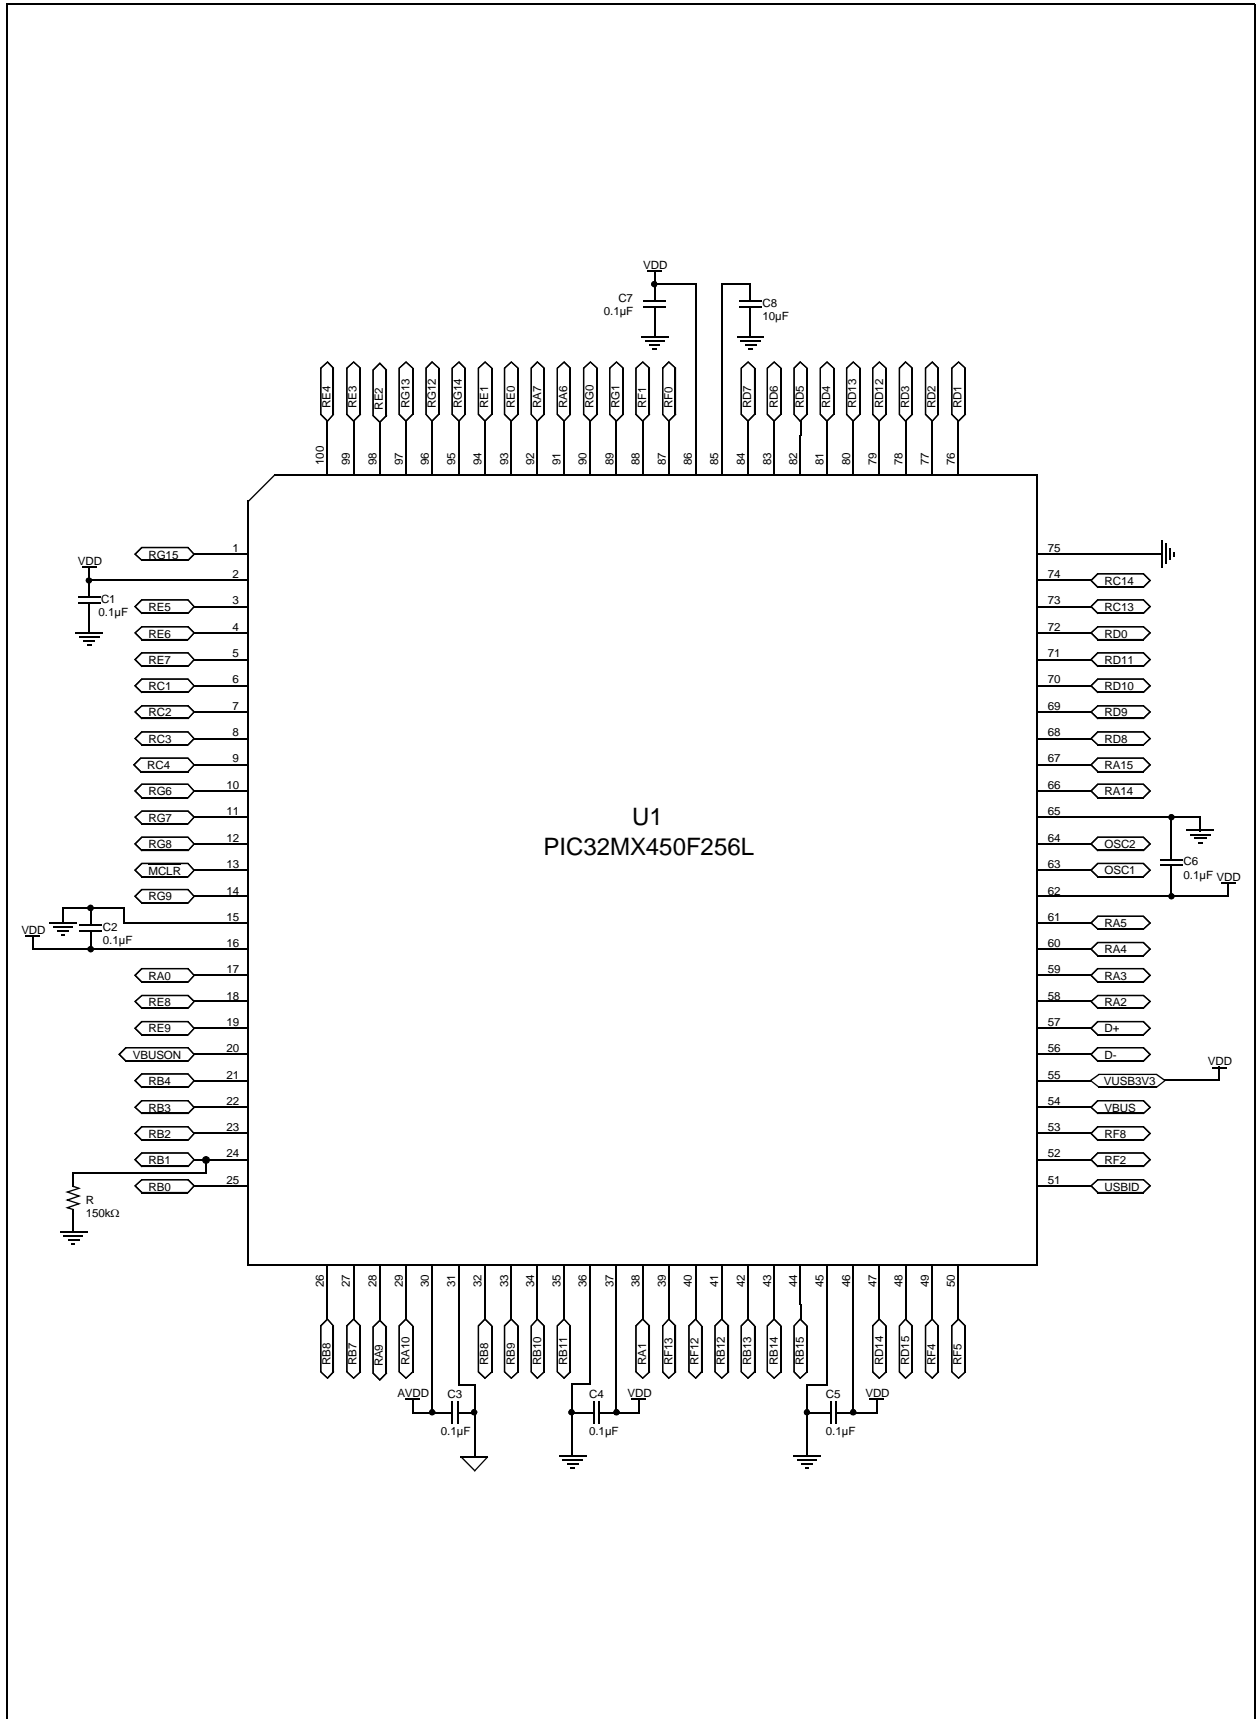 VDD
C7
0.1µF
C8
10µF
RE4
RE3
RE2
RG13
RG12
RG14
RE1
RE0
RA7
RA6
RG0
RG1
RF1
RF0
RD7
RD6
RD5
RD4
RD13
RD12
RD3
RD2
RD1
100
99
98
97
96
95
94
93
92
91
90
89
88
87
86
85
84
83
82
81
80
79
78
77
76
RG15
1
VDD
2
C1
0.1µF
RE5
3
RE6
4
RE7
5
RC1
6
RC2
7
RC3
8
RC4
9
RG6
10
RG7
11
RG8
12
MCLR
13
RG9
14
15
VDD
C2
0.1µF
16
RA0
17
RE8
18
RE9
19
VBUSON
20
RB4
21
RB3
22
RB2
23
RB1
24
RB0
25
R
150kΩ
U1
PIC32MX450F256L
75
74
RC14
73
RC13
72
RD0
71
RD11
70
RD10
69
RD9
68
RD8
67
RA15
66
RA14
65
64
OSC2
63
OSC1
C6
0.1µF
VDD
62
61
RA5
60
RA4
59
RA3
58
RA2
57
D+
56
D-
55
VUSB3V3
VDD
54
VBUS
53
RF8
52
RF2
51
USBID
26
27
28
29
30
31
32
33
34
35
36
37
38
39
40
41
42
43
44
45
46
47
48
49
50
RB8
RB7
RA9
RA10
RB8
RB9
RB10
RB11
RA1
RF13
RF12
RB12
RB13
RB14
RB15
RD14
RD15
RF4
RF5
AVDD
C3
0.1µF
C4
0.1µF
VDD
C5
0.1µF
VDD